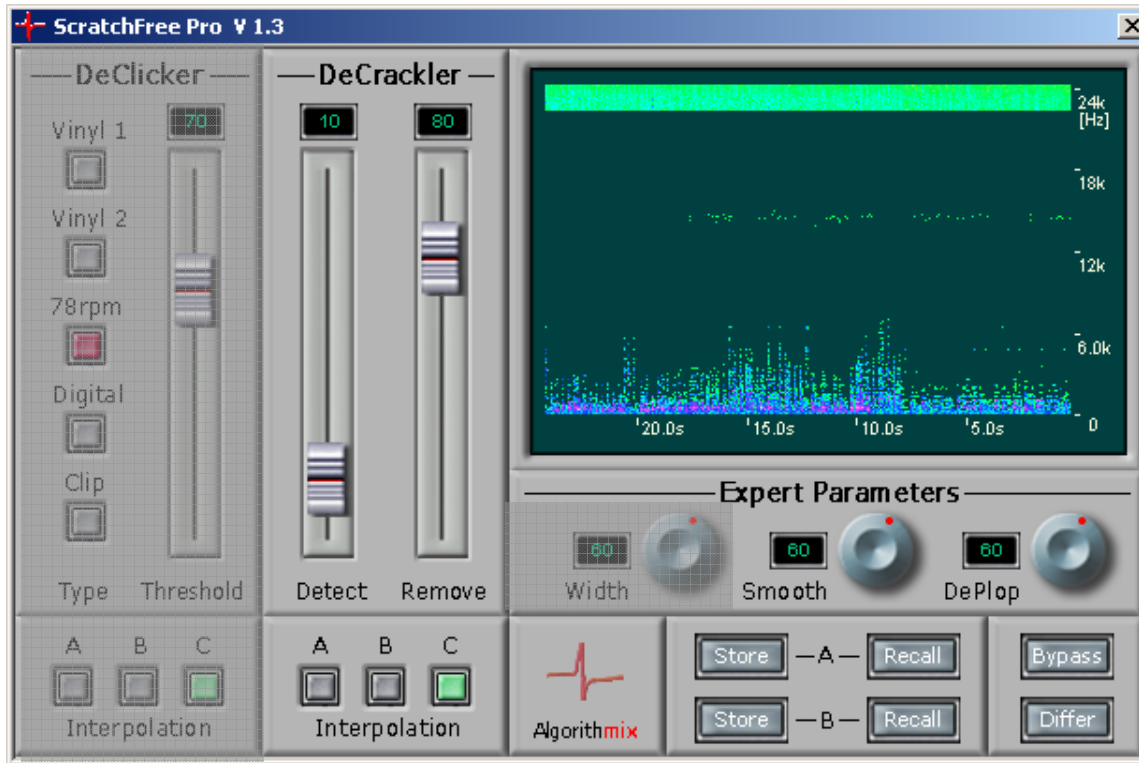 ScratchFree Pro V 1.3
DeClicker
70
Vinyl 1
Vinyl 2
78rpm
Digital
Clip
Type Threshold
A B C
Interpolation
DeCrackler
10 80
Detect Remove
A B C
Interpolation
24k
[Hz]
18k
12k
6.0k
20.0s 15.0s 10.0s 5.0s 0
Expert Parameters
60 60 60
Width Smooth DePlop
Algorithmix
Store A Recall
Store B Recall
Bypass
Differ